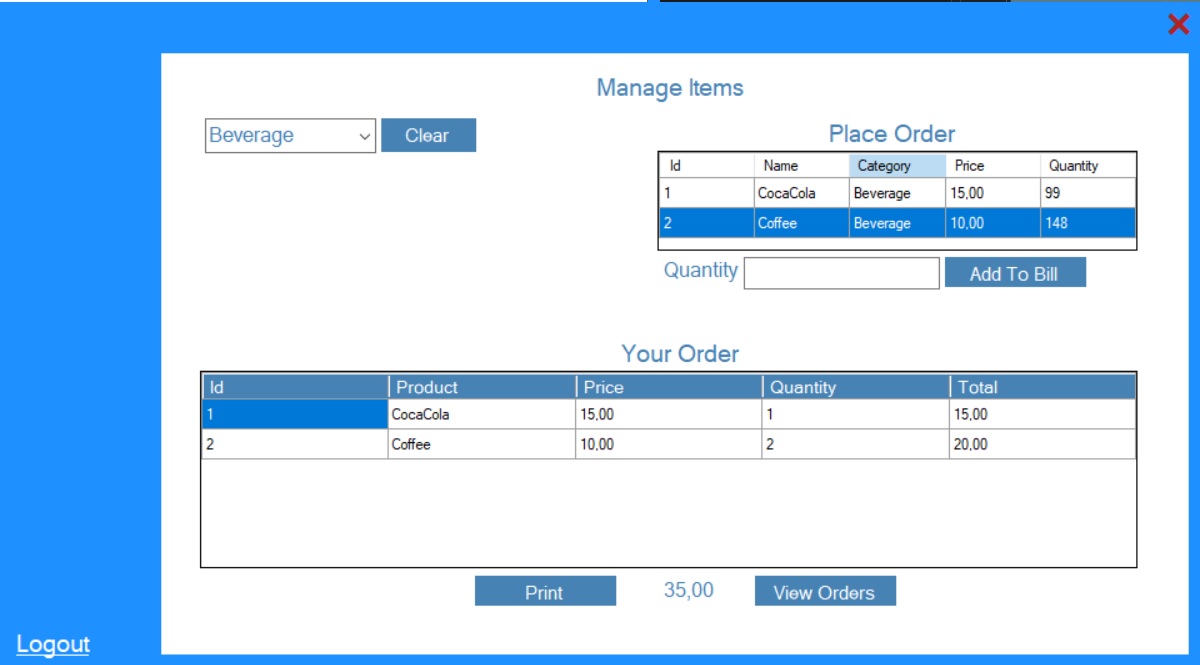 Manage Items
Beverage Clear
Place Order
Id Name Category Price Quantity
1 CocaCola Beverage 15,00 99
2 Coffee Beverage 10,00 148
Quantity Add To Bill
Your Order
Id Product Price Quantity Total
1 CocaCola 15,00 1 15,00
2 Coffee 10,00 2 20,00
Print 35,00 View Orders
Logout